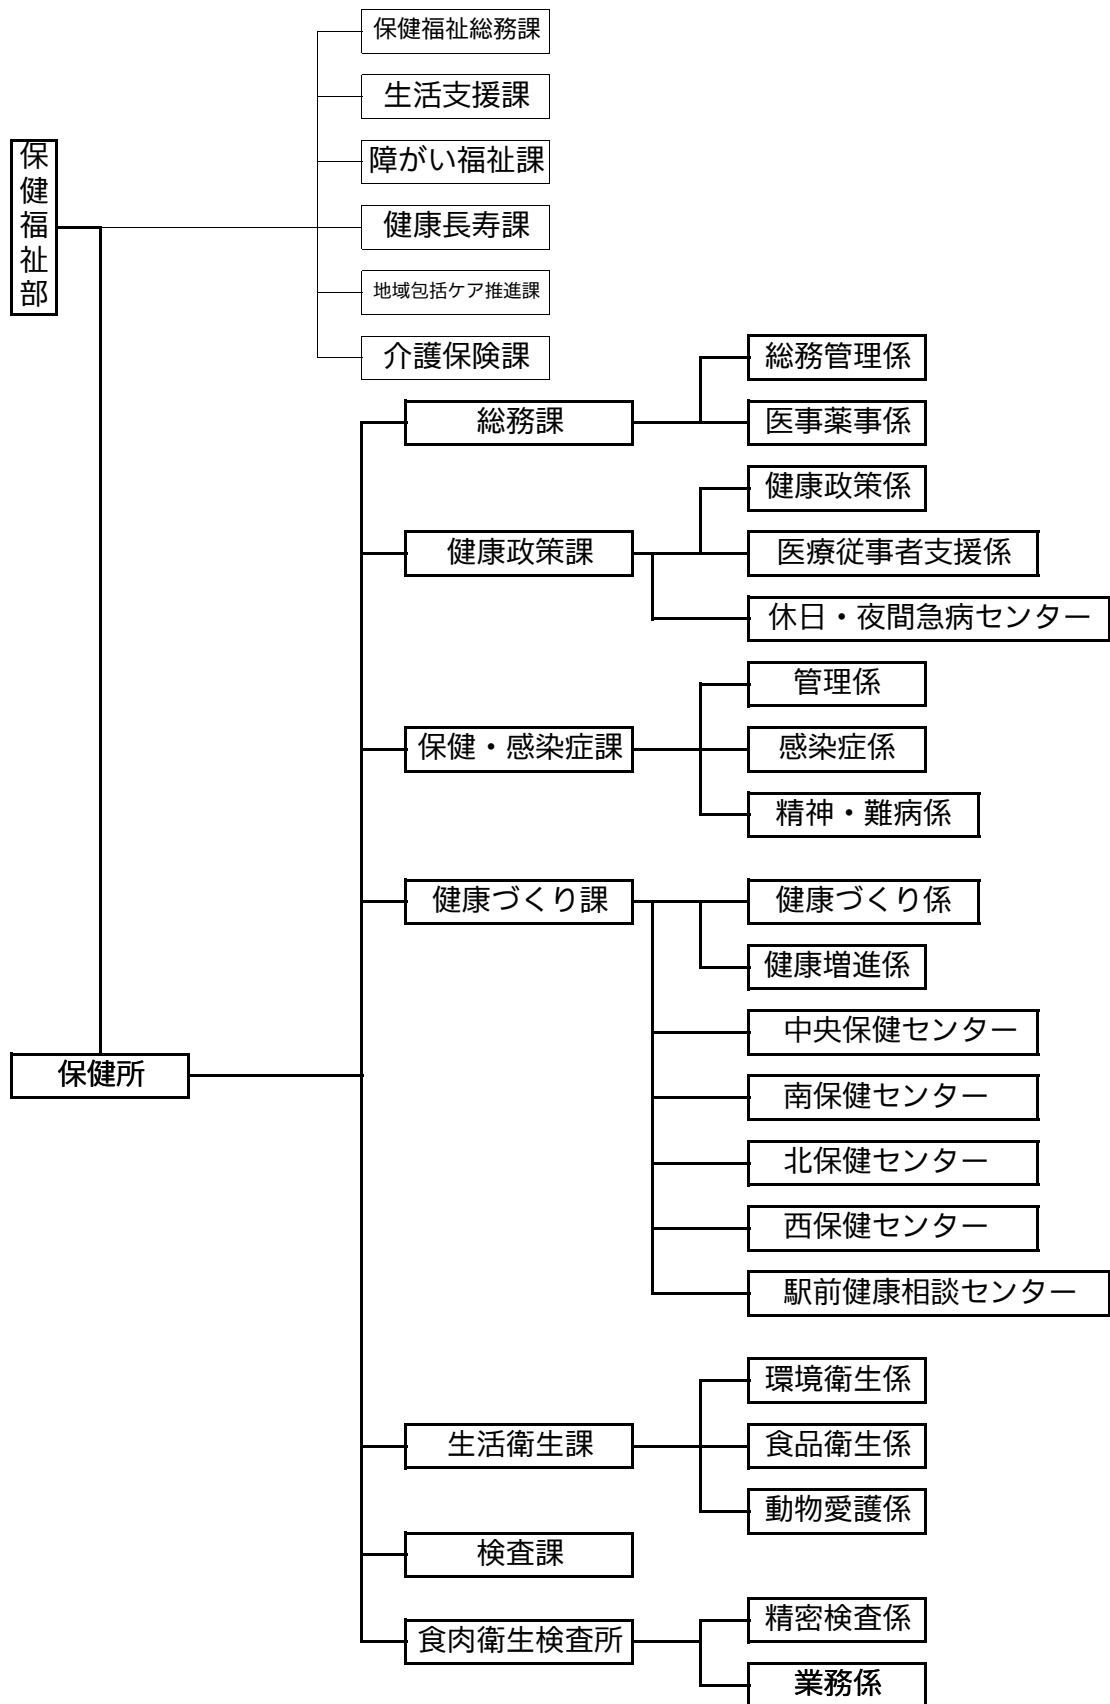 保健福祉部
保健福祉総務課
生活支援課
障がい福祉課
健康長寿課
地域包括ケア推進課
介護保険課
保健所
総務課
総務管理係
医事薬事係
健康政策課
健康政策係
医療従事者支援係
休日・夜間急病センター
保健・感染症課
管理係
感染症係
精神・難病係
健康づくり課
健康づくり係
健康増進係
中央保健センター
南保健センター
北保健センター
西保健センター
駅前健康相談センター
生活衛生課
環境衛生係
食品衛生係
動物愛護係
検査課
食肉衛生検査所
精密検査係
業務係